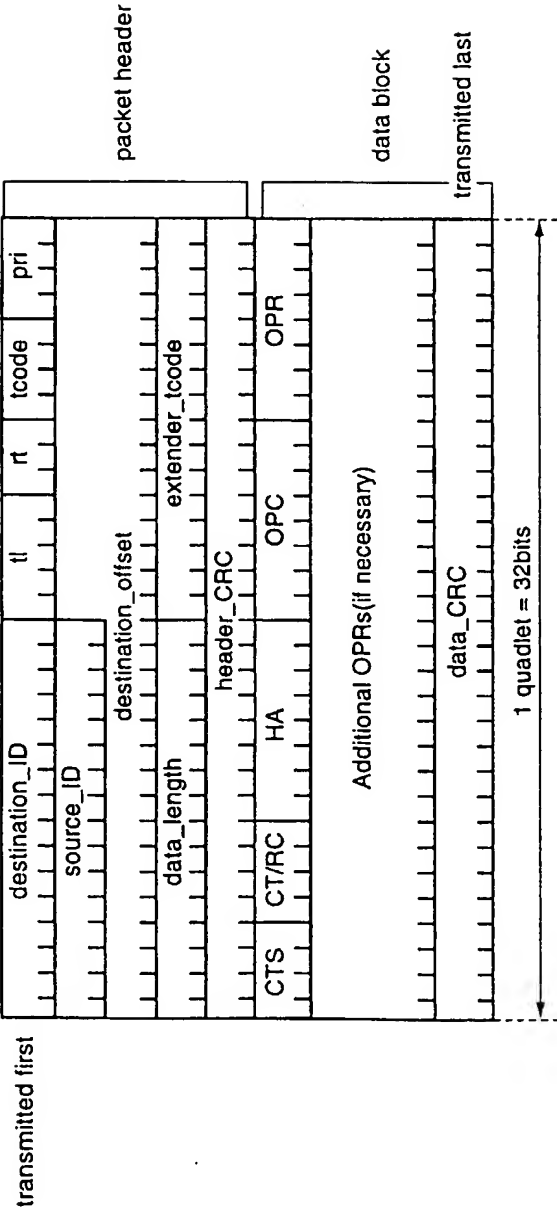 transmitted first
destination_ID tl rt tcode pri
source_ID
destination_offset
data_length extender_tcode
header_CRC
packet header
CTS CT/RC HA OPC OPR
Additional OPRs(if necessary)
data_CRC
data block
transmitted last
1 quadlet = 32bits